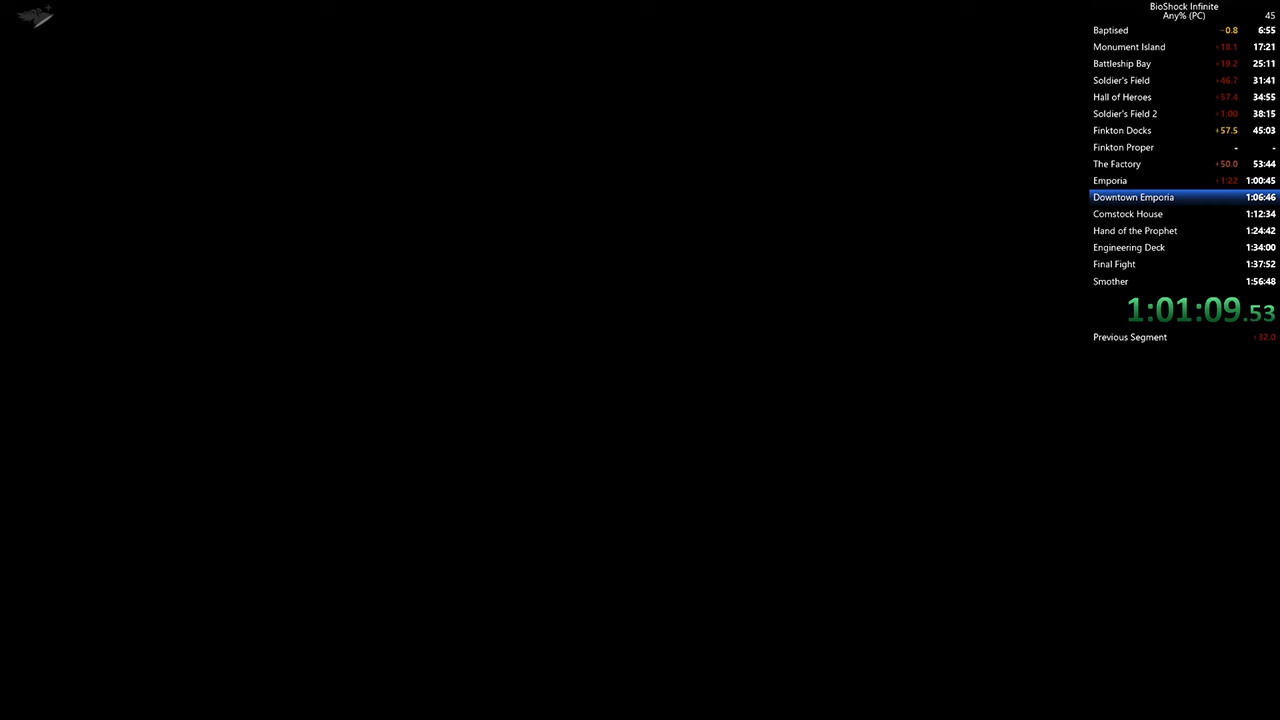 BioShock Infinite
Any% (PC) 45
Baptised -0.8 6:55
Monument Island +18.1 17:21
Battleship Bay +19.2 25:11
Soldier's Field +46.7 31:41
Hall of Heroes +57.4 34:55
Soldier's Field 2 +1:00 38:15
Finkton Docks +57.5 45:03
Finkton Proper - -
The Factory +50.0 53:44
Emporia +1:22 1:00:45
Downtown Emporia 1:06:46
Comstock House 1:12:34
Hand of the Prophet 1:24:42
Engineering Deck 1:34:00
Final Fight 1:37:52
Smother 1:56:48
1:01:09.53
Previous Segment +32.0